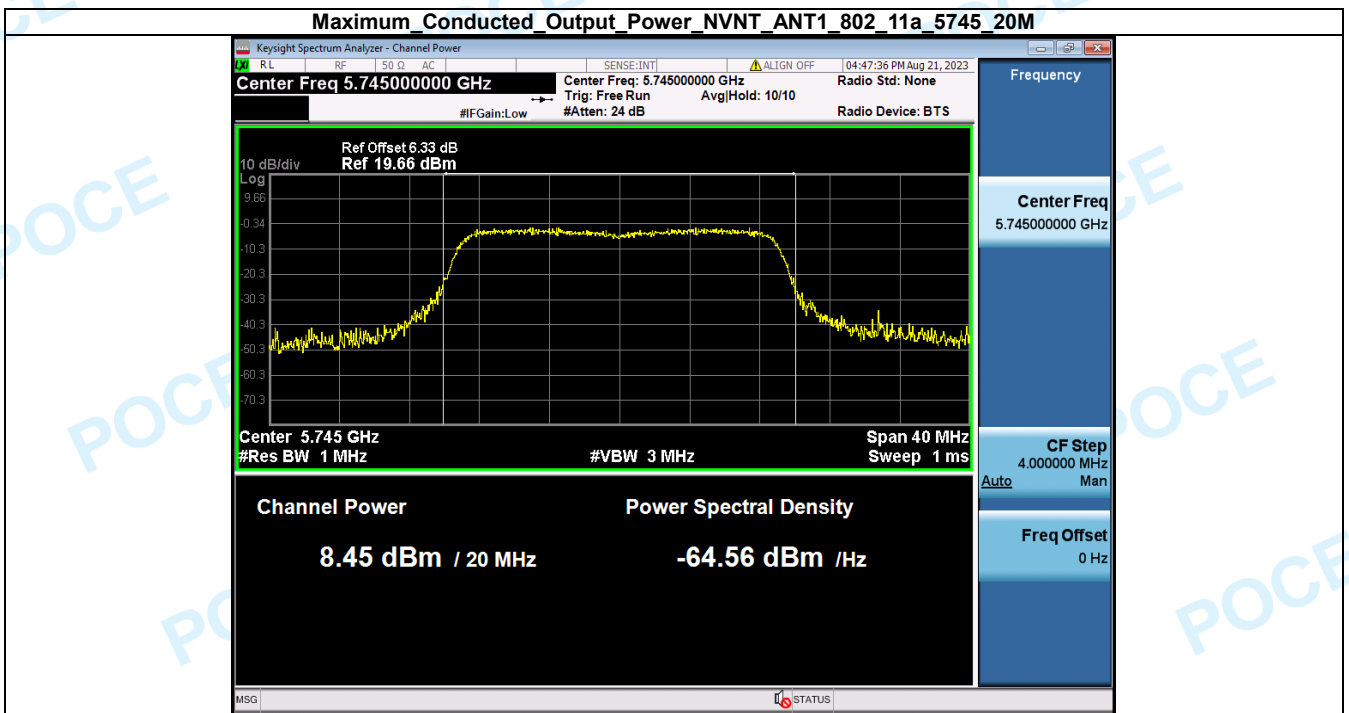 Maximum_Conducted_Output_Power_NVNT_ANT1_802_11a_5745_20M
Keysight Spectrum Analyzer - Channel Power
LXI RL RF 50 Ω AC SENSE:INT ALIGN OFF 04:47:36 PM Aug 21, 2023
Center Freq 5.745000000 GHz
Center Freq: 5.745000000 GHz
Radio Std: None
Trig: Free Run Avg|Hold: 10/10
#IFGain:Low
#Atten: 24 dB
Radio Device: BTS
Ref Offset 6.33 dB
10 dB/div Ref 19.66 dBm
Log
9.66
-0.34
-10.3
-20.3
-30.3
-40.3
-50.3
-60.3
-70.3
Center 5.745 GHz Span 40 MHz
#Res BW 1 MHz #VBW 3 MHz Sweep 1 ms
Channel Power Power Spectral Density
8.45 dBm / 20 MHz -64.56 dBm /Hz
MSG STATUS
Frequency
Center Freq
5.745000000 GHz
CF Step
4.000000 MHz
Auto Man
Freq Offset
0 Hz
POCE
POCE
POCE
POCE
POCE
POCE